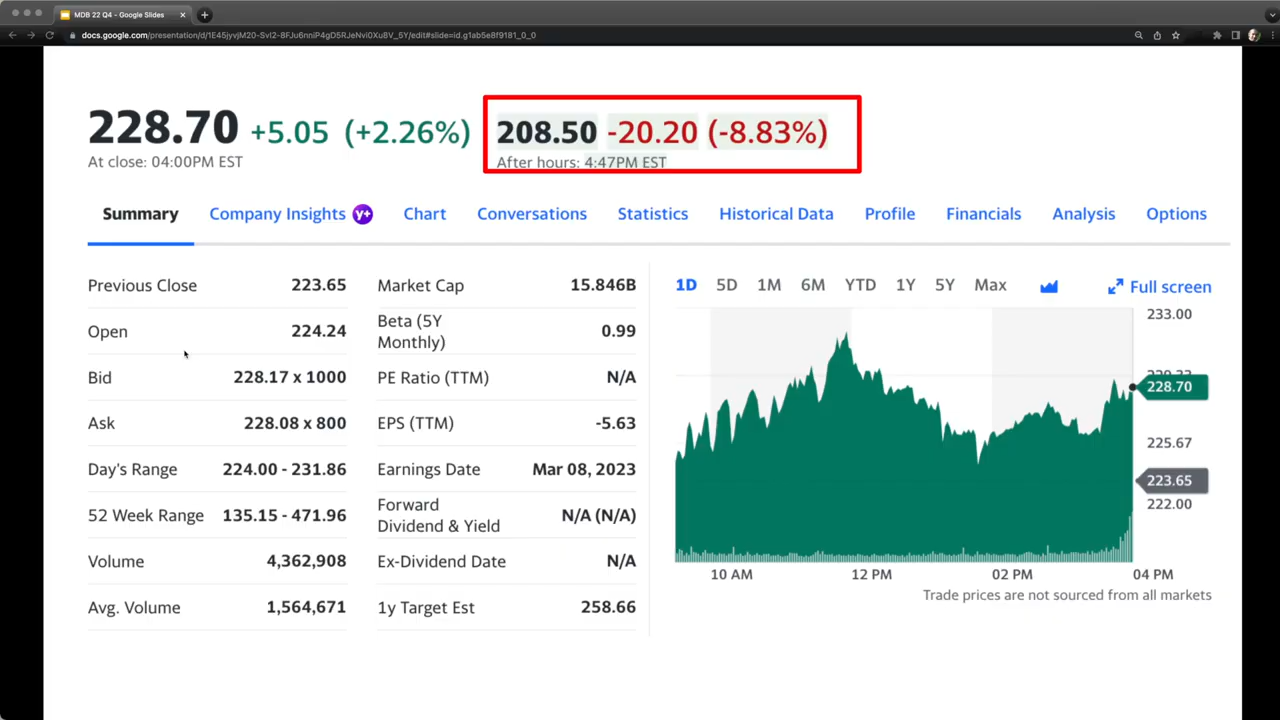 MDB 22 Q4 - Google Slides
docs.google.com/presentation/d/1E45jyvjM20-SvI2-8FJu6nniP4gD5RJeNvi0Xu8V_5Y/edit#slide=id.g1ab5e8f9181_0_0
228.70 +5.05 (+2.26%) 208.50 -20.20 (-8.83%)
At close: 04:00PM EST After hours: 4:47PM EST
Summary Company Insights y+ Chart Conversations Statistics Historical Data Profile Financials Analysis Options
Previous Close 223.65
Open 224.24
Bid 228.17 x 1000
Ask 228.08 x 800
Day's Range 224.00 - 231.86
52 Week Range 135.15 - 471.96
Volume 4,362,908
Avg. Volume 1,564,671
Market Cap 15.846B
Beta (5Y
Monthly) 0.99
PE Ratio (TTM) N/A
EPS (TTM) -5.63
Earnings Date Mar 08, 2023
Forward
Dividend & Yield N/A (N/A)
Ex-Dividend Date N/A
1y Target Est 258.66
1D 5D 1M 6M YTD 1Y 5Y Max Full screen
233.00
228.70
225.67
223.65
222.00
10 AM 12 PM 02 PM 04 PM
Trade prices are not sourced from all markets